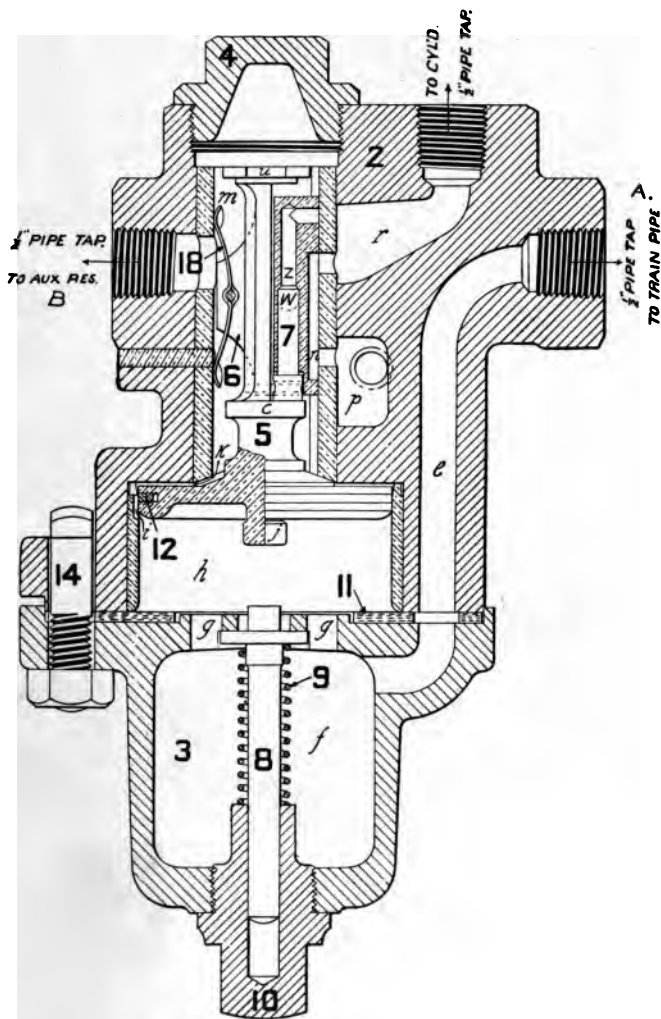 4
TO CYL'D.
½" PIPE TAP.
2
u
m
A
TO TRAIN PIPE.
½" PIPE TAP
½" PIPE TAP.
TO AUX. RES.
B
18
r
z
W
7
6
n
p
c
5
e
k
i
12
j
h
14
11
g
g
9
3
8
f
10